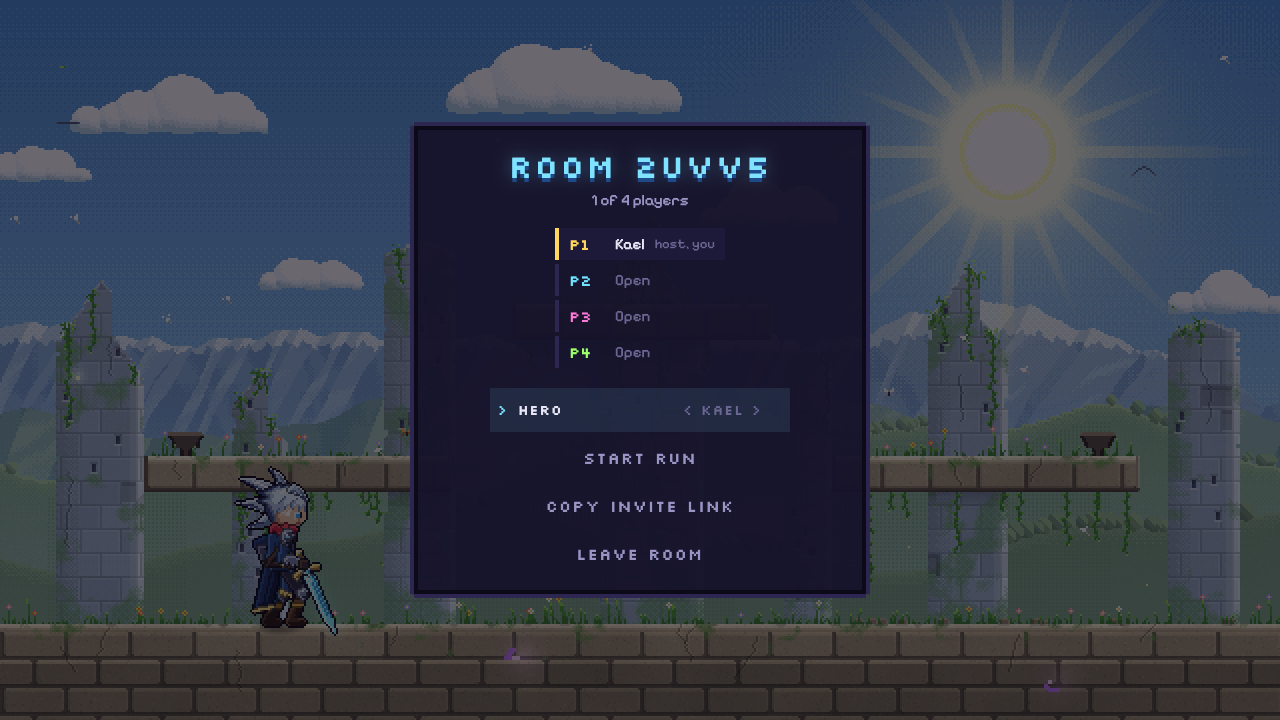 ROOM 2UVV5
1 of 4 players
P1 Kael host, you
P2 Open
P3 Open
P4 Open
> HERO < KAEL >
START RUN
COPY INVITE LINK
LEAVE ROOM